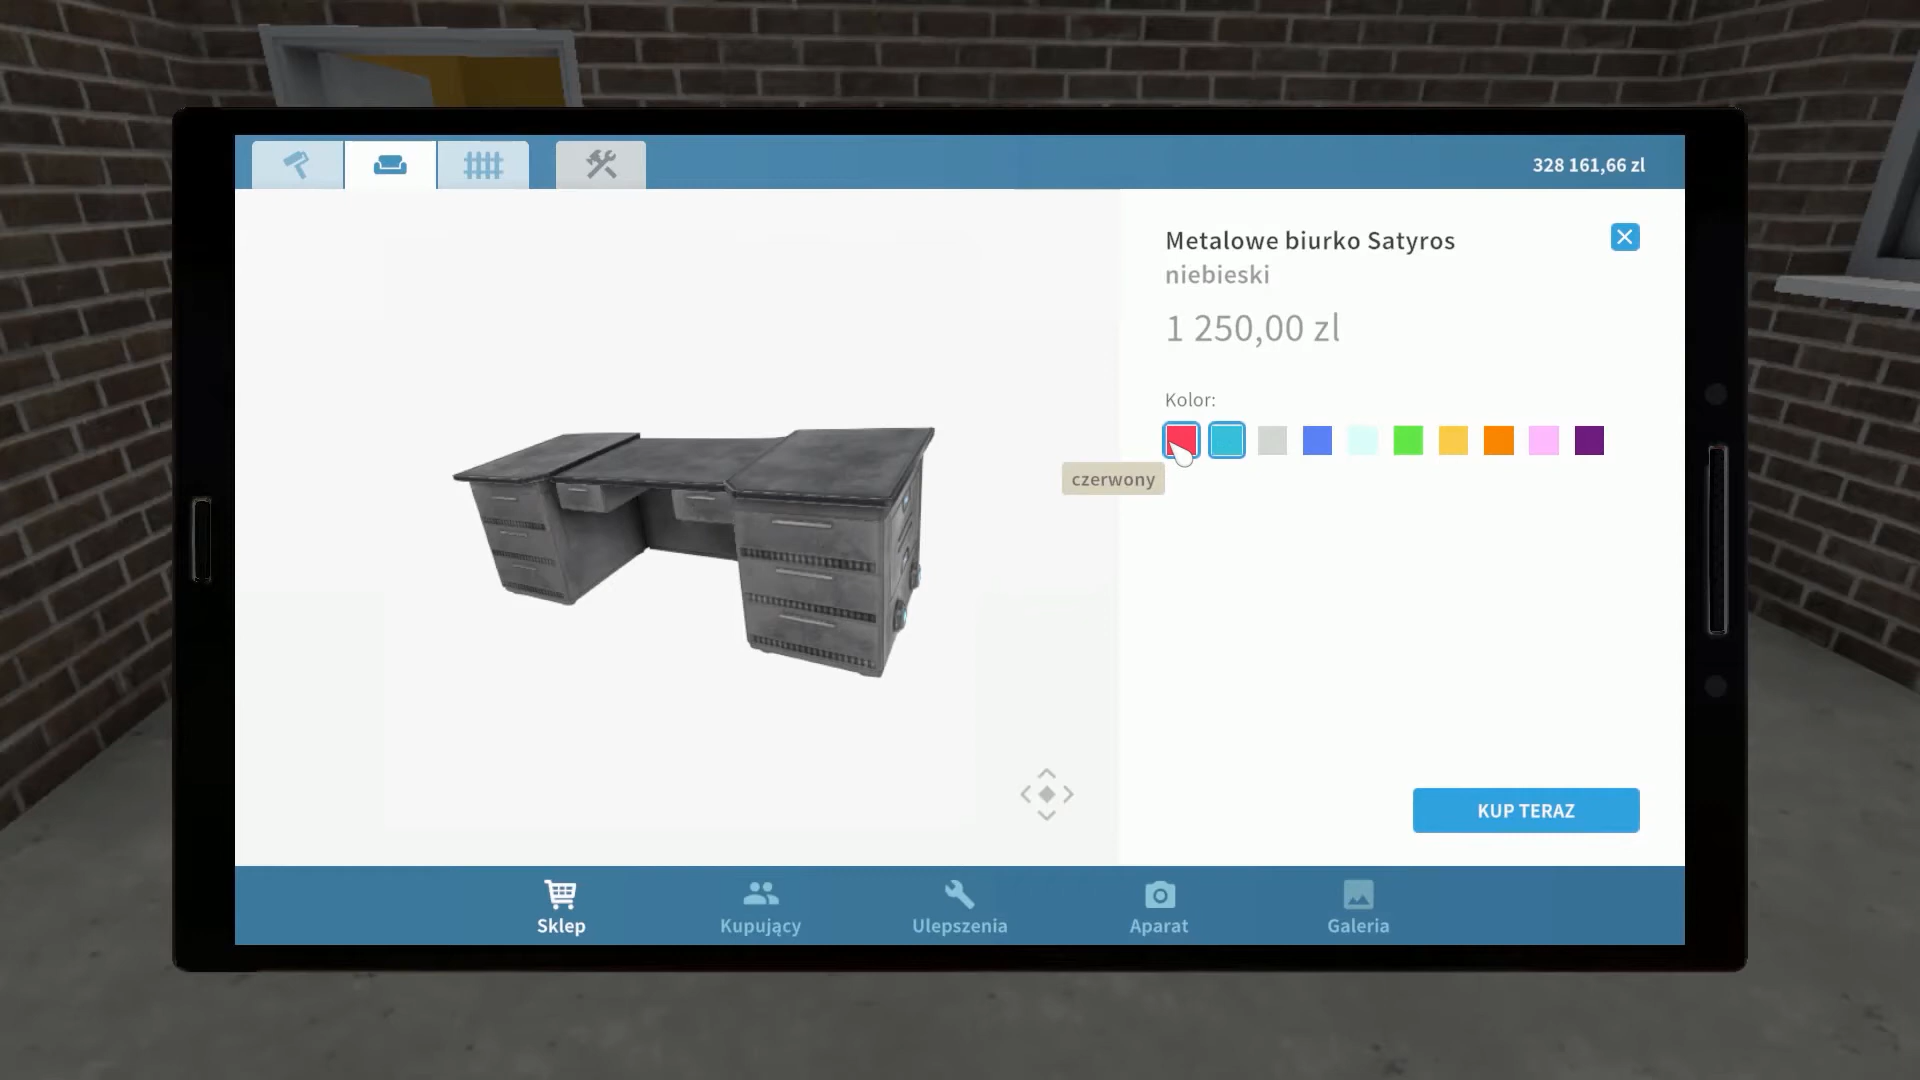 328 161,66 zl
Metalowe biurko Satyros
niebieski
1 250,00 zl
Kolor:
czerwony
KUP TERAZ
Sklep
Kupujący
Ulepszenia
Aparat
Galeria